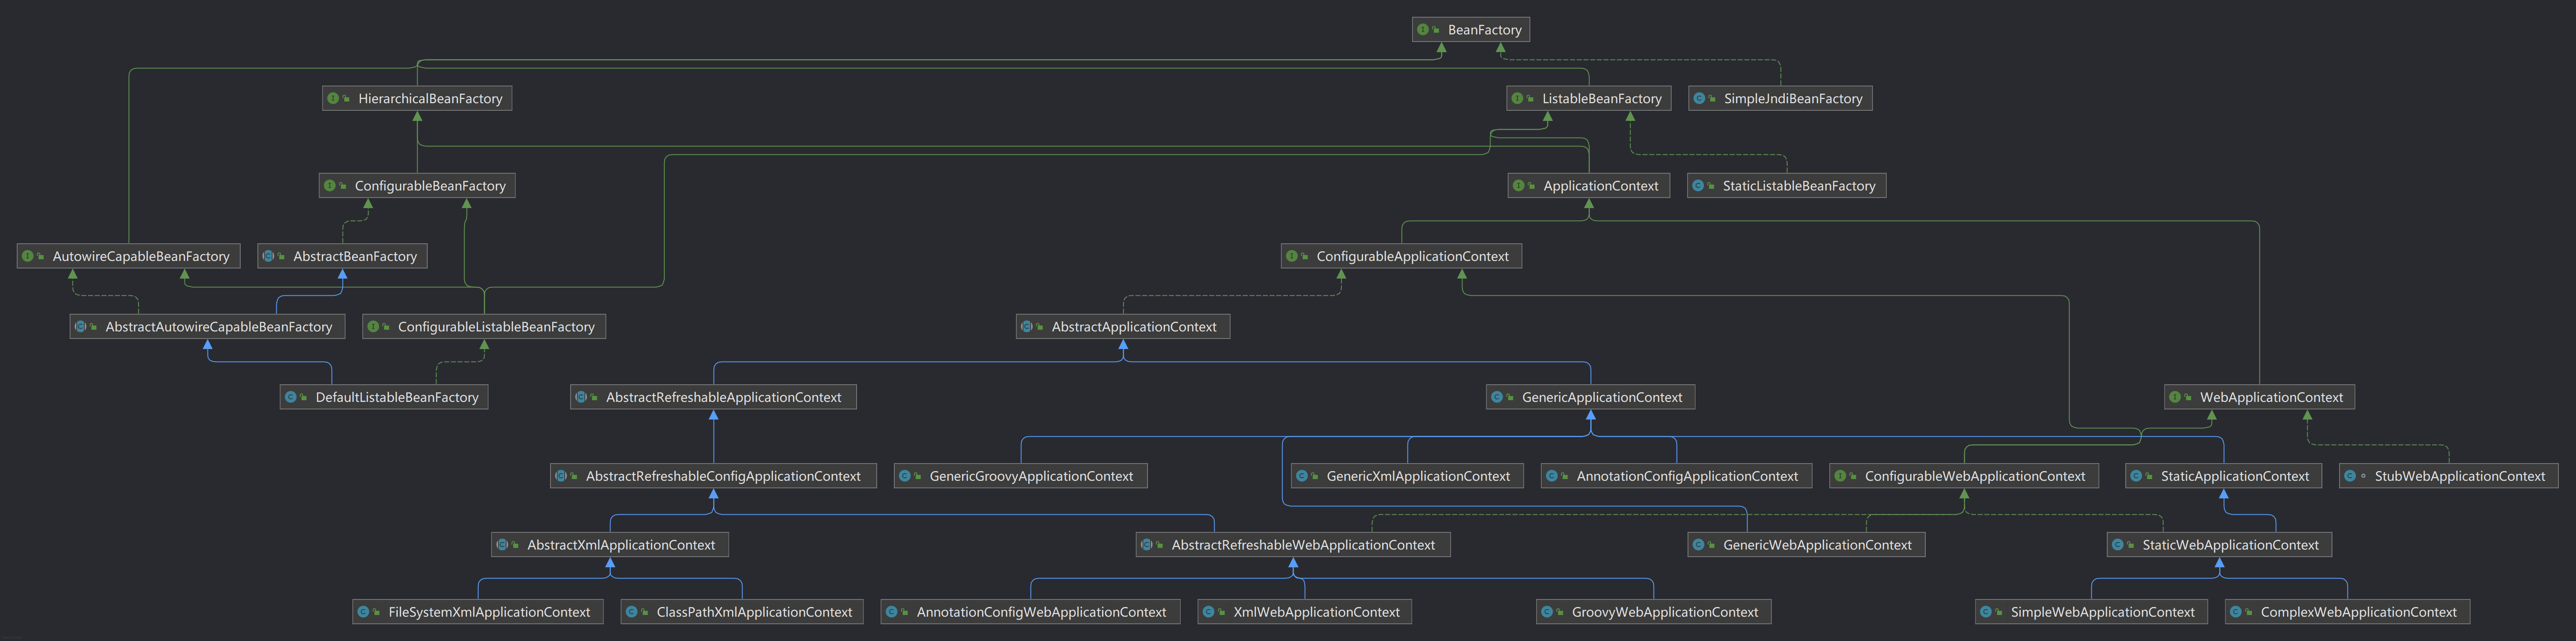 BeanFactory
HierarchicalBeanFactory
ListableBeanFactory
SimpleJndiBeanFactory
ConfigurableBeanFactory
ApplicationContext
StaticListableBeanFactory
AutowireCapableBeanFactory
AbstractBeanFactory
ConfigurableApplicationContext
AbstractAutowireCapableBeanFactory
ConfigurableListableBeanFactory
AbstractApplicationContext
DefaultListableBeanFactory
AbstractRefreshableApplicationContext
GenericApplicationContext
WebApplicationContext
AbstractRefreshableConfigApplicationContext
GenericGroovyApplicationContext
GenericXmlApplicationContext
AnnotationConfigApplicationContext
ConfigurableWebApplicationContext
StaticApplicationContext
StubWebApplicationContext
AbstractXmlApplicationContext
AbstractRefreshableWebApplicationContext
GenericWebApplicationContext
StaticWebApplicationContext
FileSystemXmlApplicationContext
ClassPathXmlApplicationContext
AnnotationConfigWebApplicationContext
XmlWebApplicationContext
GroovyWebApplicationContext
SimpleWebApplicationContext
ComplexWebApplicationContext